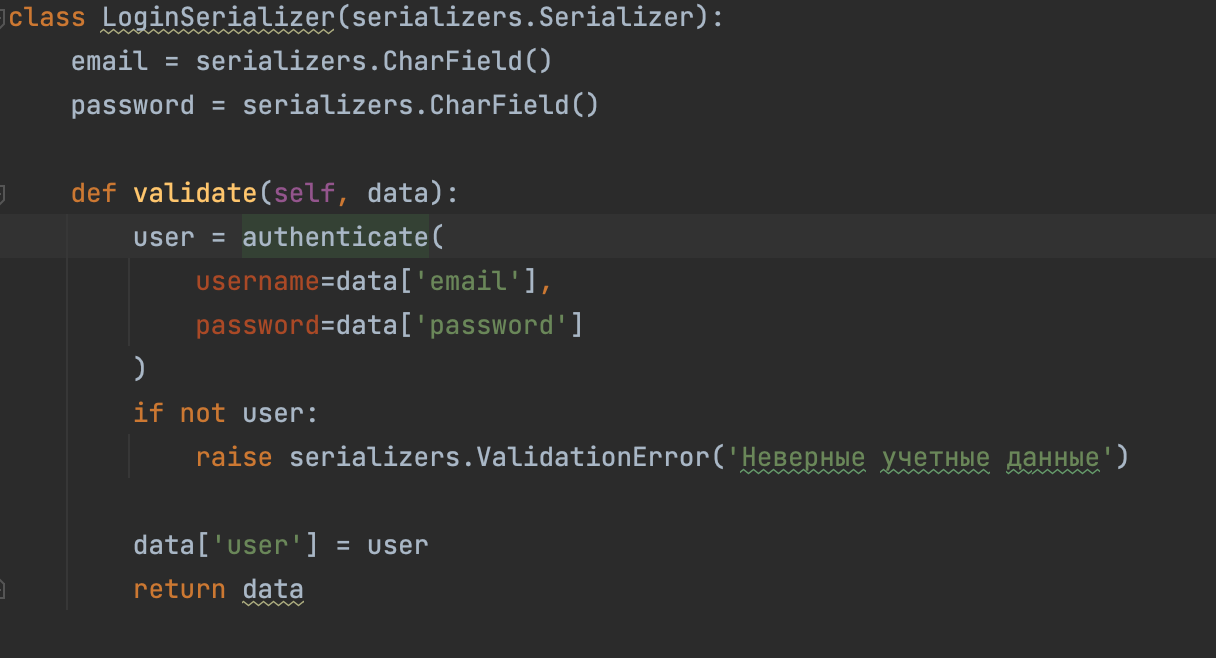 class LoginSerializer(serializers.Serializer):
    email = serializers.CharField()
    password = serializers.CharField()

    def validate(self, data):
        user = authenticate(
            username=data['email'],
            password=data['password']
        )
        if not user:
            raise serializers.ValidationError('Неверные учетные данные')

        data['user'] = user
        return data